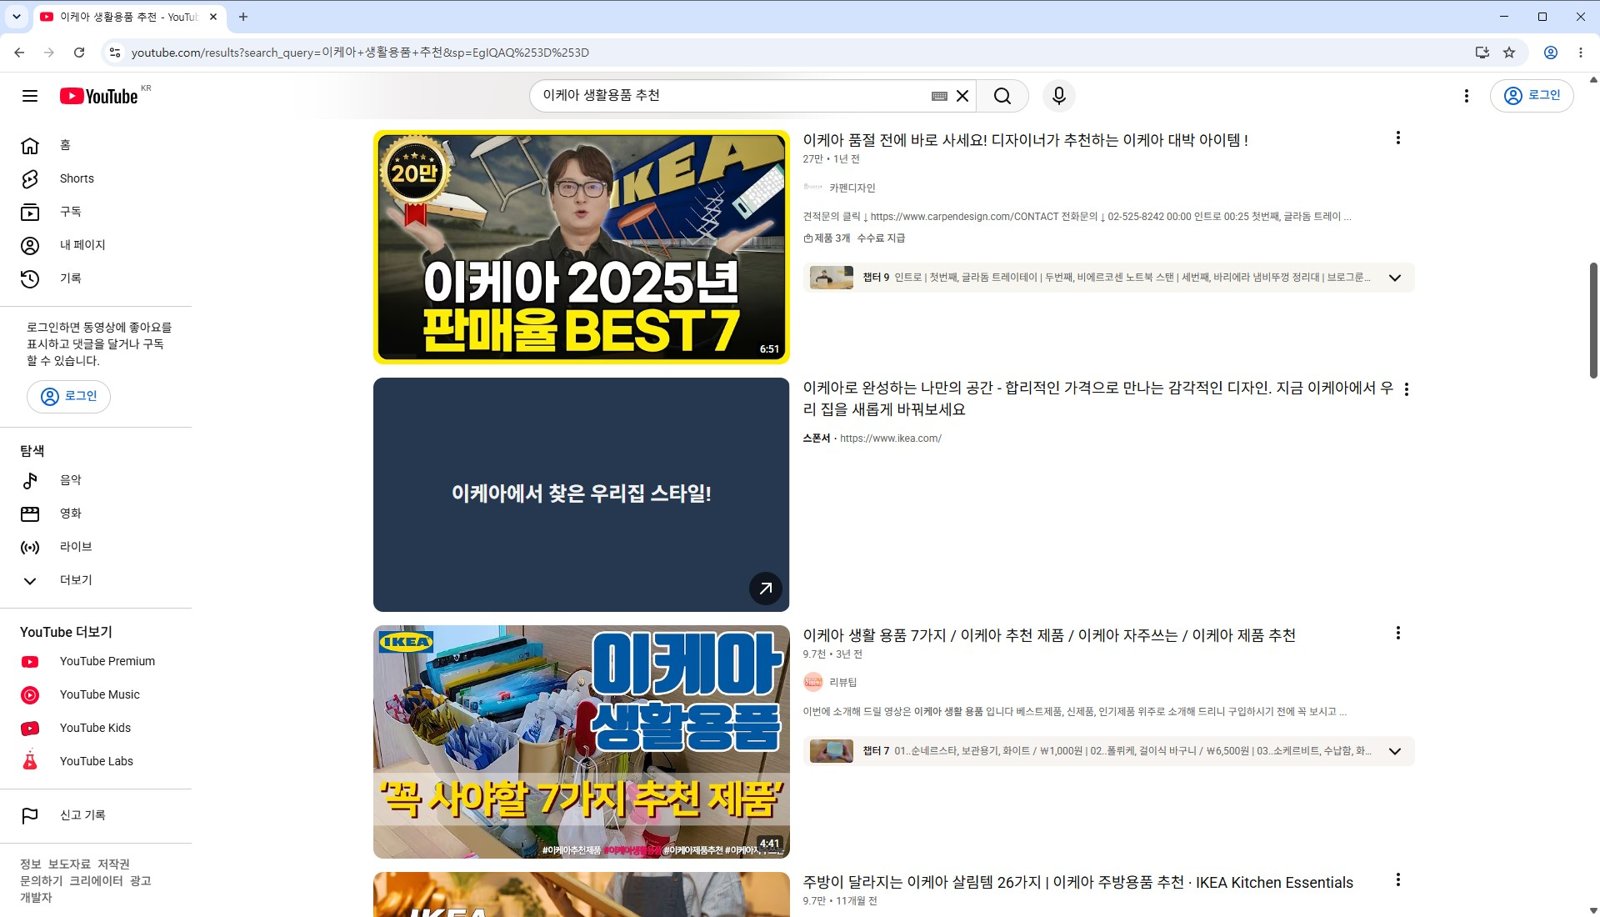 이케아 생활용품 추천 - YouTu
youtube.com/results?search_query=이케아+생활용품+추천&sp=EgIQAQ%253D%253D
YouTube KR
이케아 생활용품 추천
로그인
홈
Shorts
구독
내 페이지
기록
로그인하면 동영상에 좋아요를
표시하고 댓글을 달거나 구독
할 수 있습니다.
로그인
탐색
음악
영화
라이브
더보기
YouTube 더보기
YouTube Premium
YouTube Music
YouTube Kids
YouTube Labs
신고 기록
정보 보도자료 저작권
문의하기 크리에이터 광고
개발자
20만
IKEA
이케아 2025년
판매율 BEST 7
6:51
이케아 품절 전에 바로 사세요! 디자이너가 추천하는 이케아 대박 아이템 !
27만 • 1년 전
카펜디자인
견적문의 클릭 ↓ https://www.carpendesign.com/CONTACT 전화문의 ↓ 02-525-8242 00:00 인트로 00:25 첫번째, 글라돔 트레이 ...
제품 3개 수수료 지급
챕터 9 인트로 | 첫번째, 글라돔 트레이테이 | 두번째, 비에르코센 노트북 스탠 | 세번째, 바리에라 냄비뚜껑 정리대 | 브로그룬...
이케아에서 찾은 우리집 스타일!
이케아로 완성하는 나만의 공간 - 합리적인 가격으로 만나는 감각적인 디자인. 지금 이케아에서 우
리 집을 새롭게 바꿔보세요
스폰서 · https://www.ikea.com/
IKEA
이케아
생활용품
'꼭 사야할 7가지 추천 제품'
4:41
#이케아추천제품 #이케아생활용품 #이케아제품추천
이케아 생활 용품 7가지 / 이케아 추천 제품 / 이케아 자주쓰는 / 이케아 제품 추천
9.7천 • 3년 전
리뷰팁
이번에 소개해 드릴 영상은 이케아 생활 용품 입니다 베스트제품, 신제품, 인기제품 위주로 소개해 드리니 구입하시기 전에 꼭 보시고 ...
챕터 7 01..순네르스타, 보관용기, 화이트 / ₩1,000원 | 02..풀뤼케, 걸이식 바구니 / ₩6,500원 | 03..소케르비트, 수납함, 화...
IKEA
주방이 달라지는 이케아 살림템 26가지 | 이케아 주방용품 추천 · IKEA Kitchen Essentials
9.7만 • 11개월 전